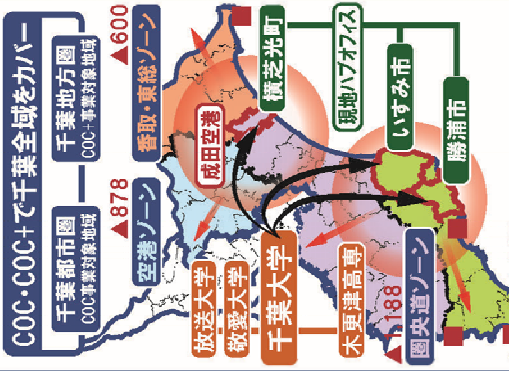 COC・COC+で千葉全域をカバー
千葉都市圏
COC事業対象地域
千葉地方圏
COC+事業対象地域
▲878
空港ゾーン
▲600
香取・東総ゾーン
成田空港
横芝光町
現地ハブオフィス
いすみ市
勝浦市
放送大学
敬愛大学
千葉大学
木更津高専
▲1188
圏央道ゾーン